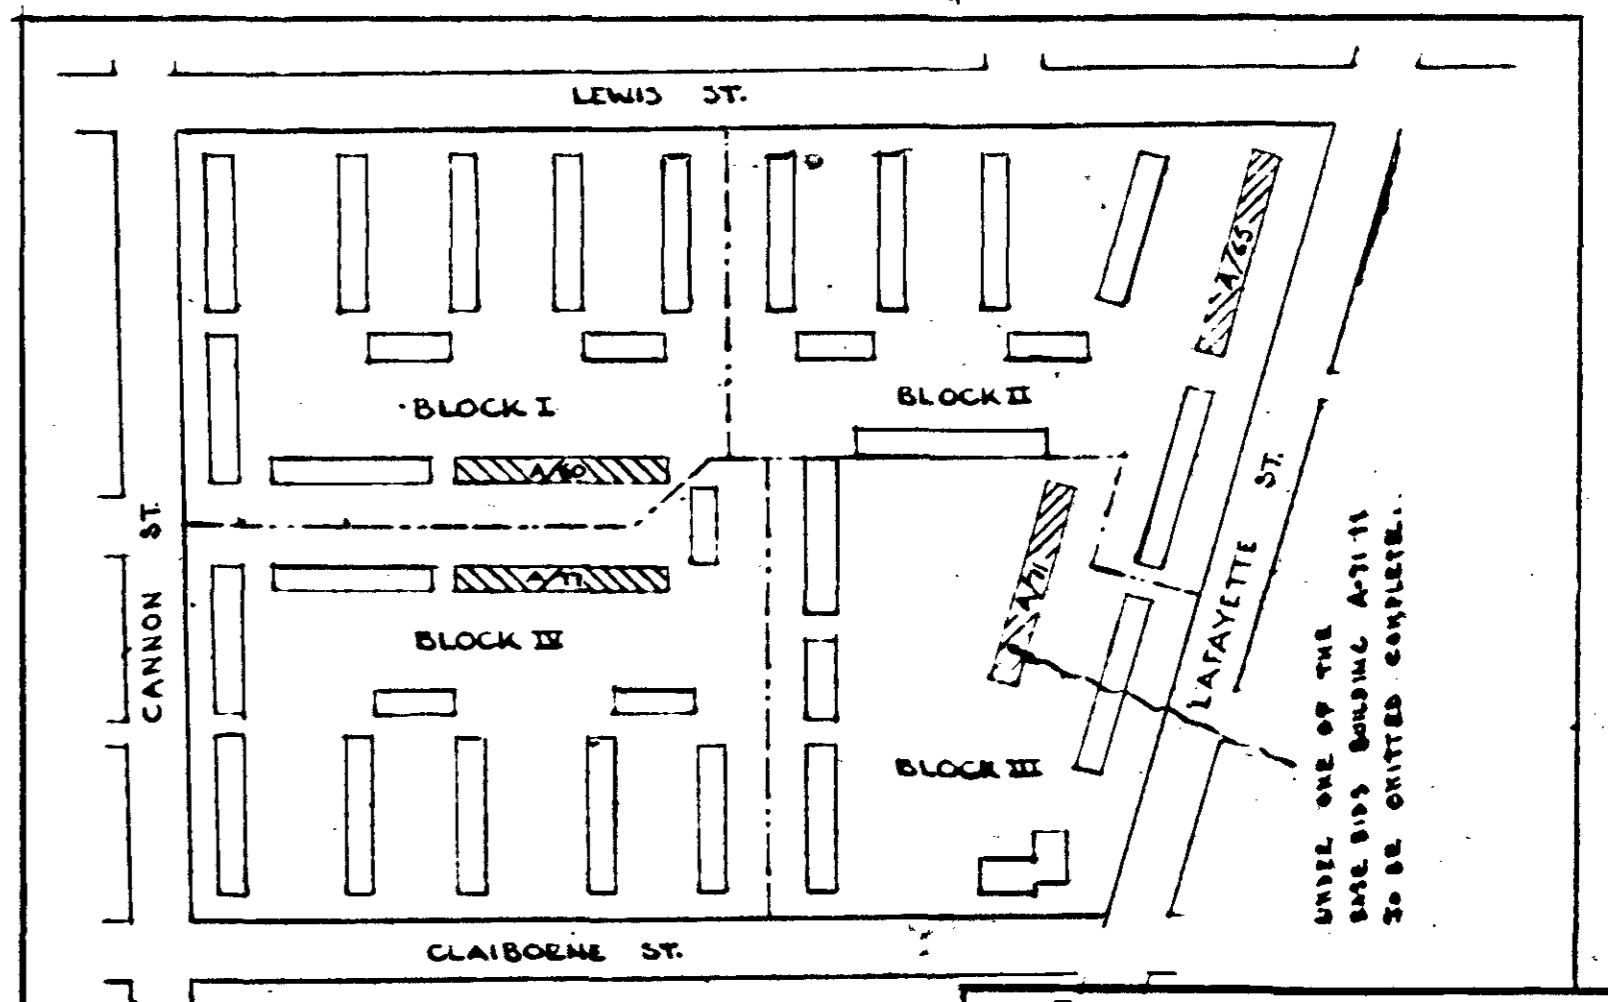 LEWIS ST.
A/65
BLOCK I
BLOCK II
A/60
CANNON ST.
A/77
A/71
LAFAYETTE ST.
BLOCK IV
BLOCK III
UNDER ONE OF THE
BASE BIDS BUILDING A-71-11
TO BE OMITTED COMPLETE.
CLAIBORNE ST.